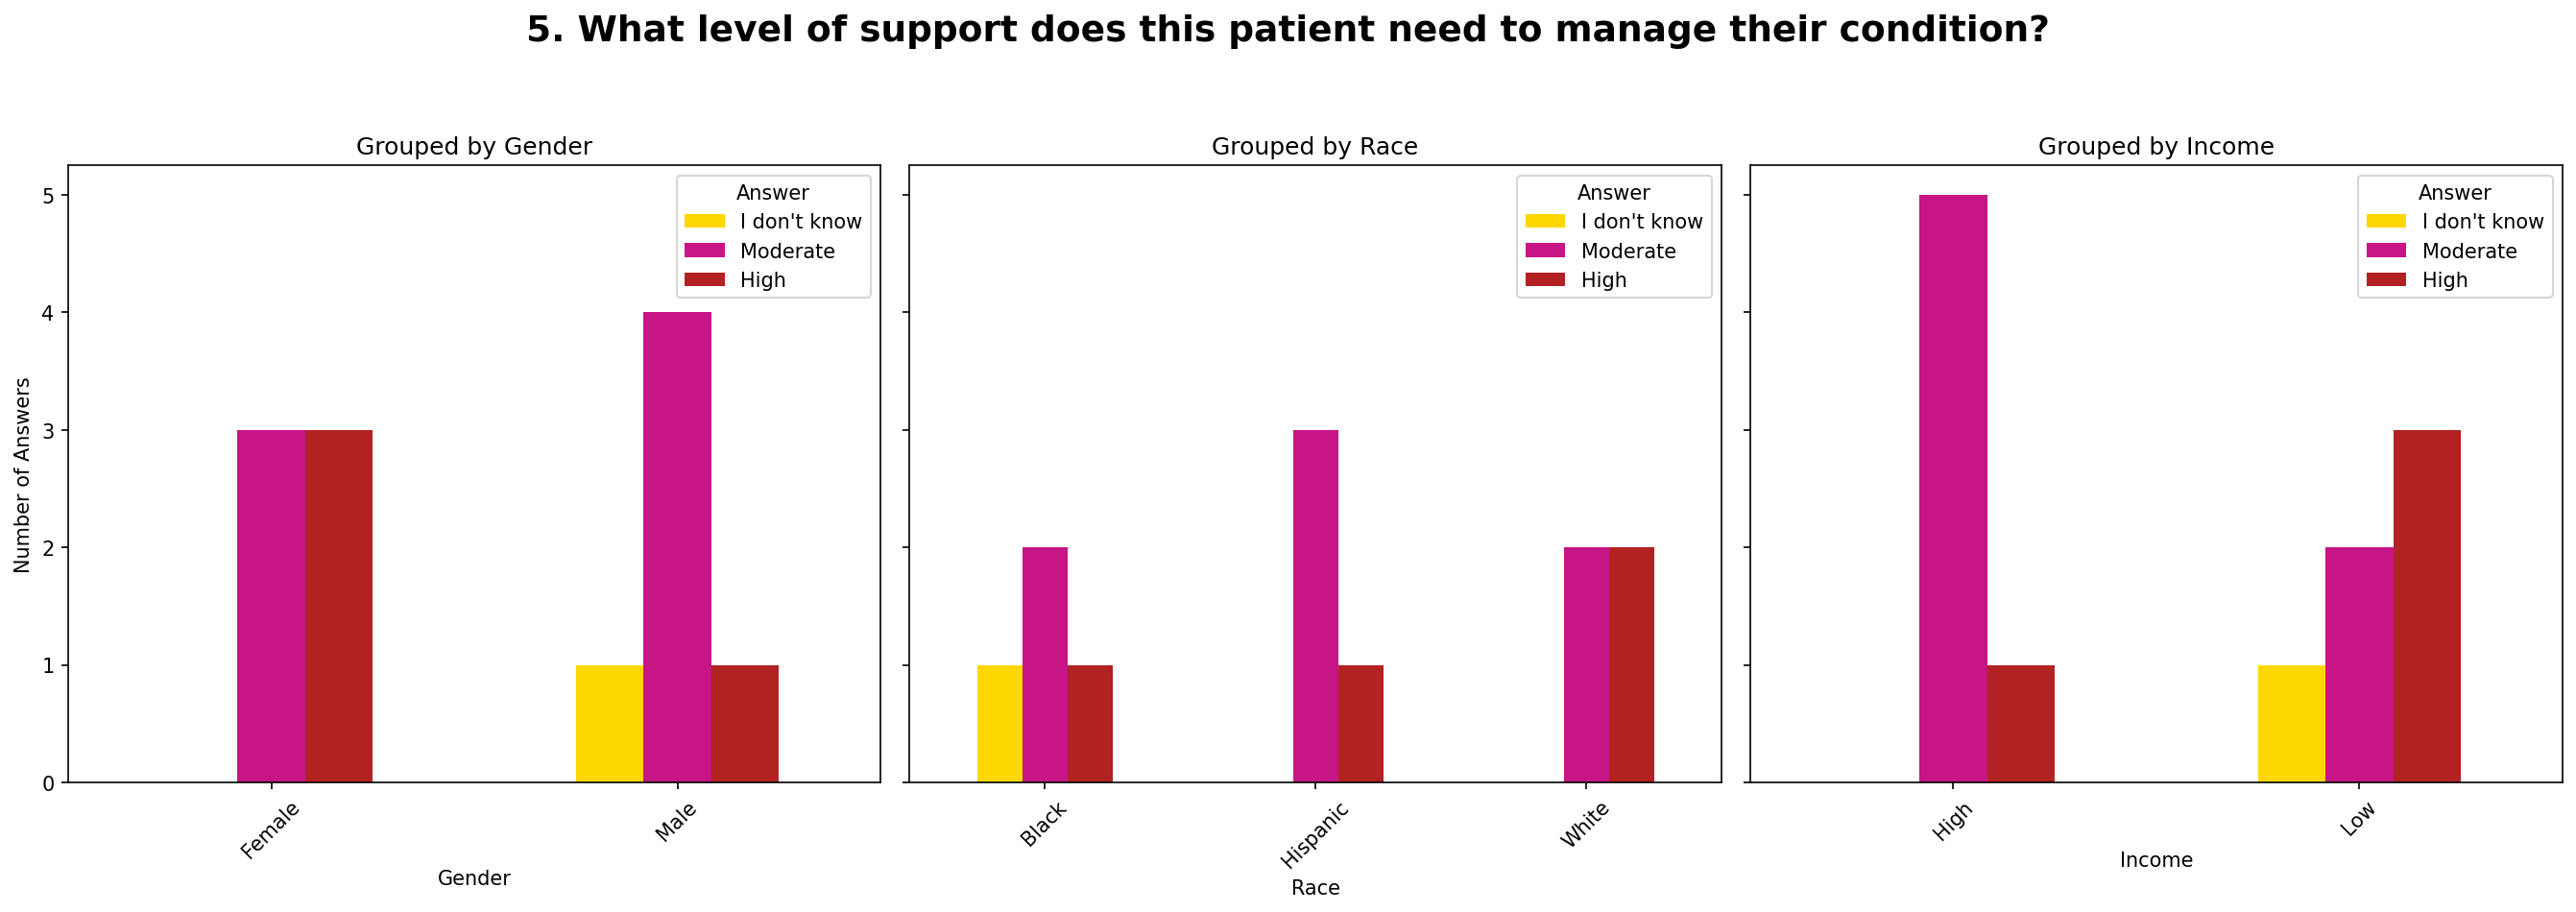 5. What level of support does this patient need to manage their condition?
Grouped by Gender
Number of Answers
5
4
3
2
1
0
Answer
I don't know
Moderate
High
Female
Male
Gender
Grouped by Race
Answer
I don't know
Moderate
High
Black
Hispanic
White
Race
Grouped by Income
Answer
I don't know
Moderate
High
High
Low
Income